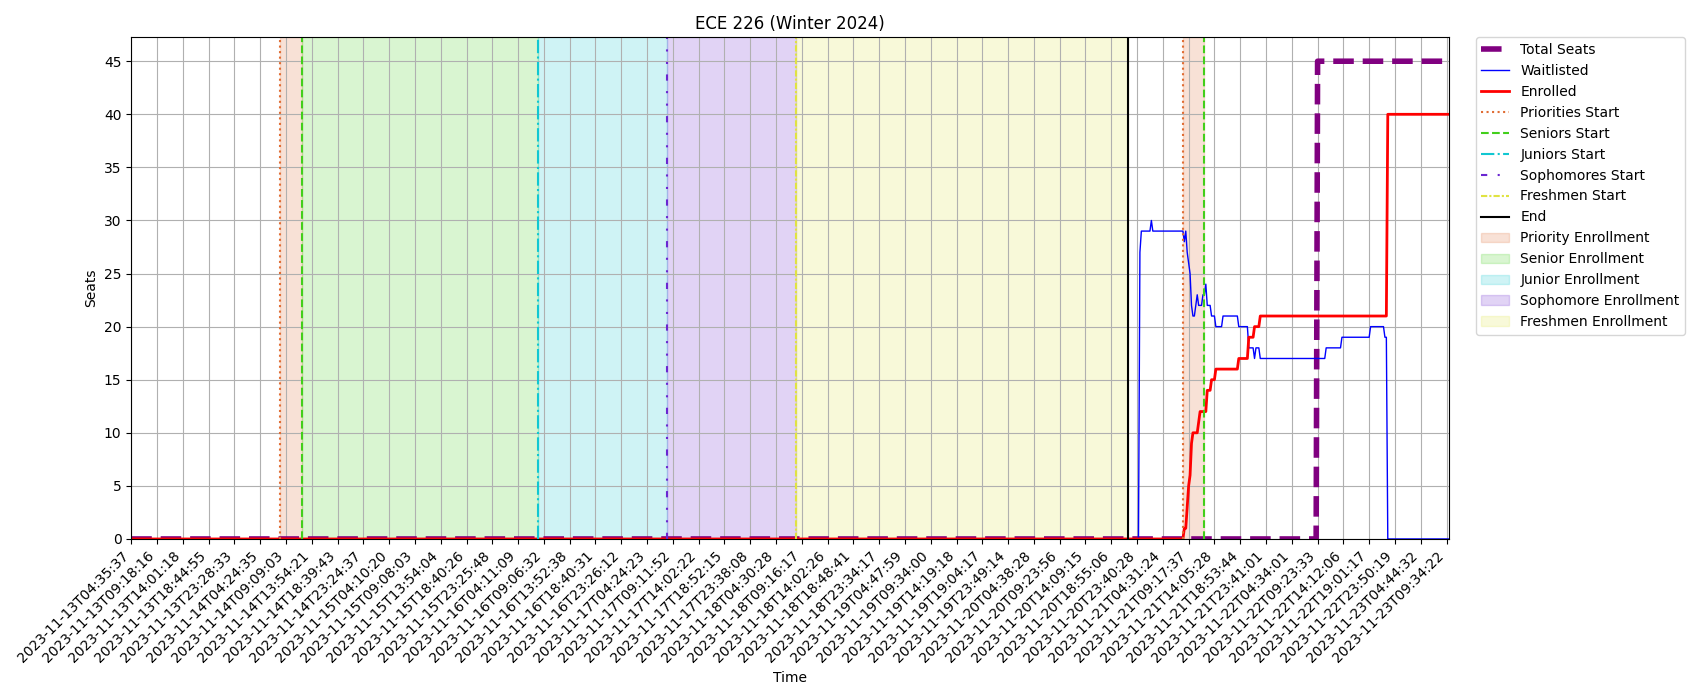 ECE 226 (Winter 2024)
Seats
45
40
35
30
25
20
15
10
5
0
2023-11-13T04:35:37
2023-11-13T09:18:16
2023-11-13T14:01:18
2023-11-13T18:44:55
2023-11-13T23:28:33
2023-11-14T04:24:35
2023-11-14T09:09:03
2023-11-14T13:54:21
2023-11-14T18:39:43
2023-11-14T23:24:37
2023-11-15T04:10:20
2023-11-15T09:08:03
2023-11-15T13:54:04
2023-11-15T18:40:26
2023-11-15T23:25:48
2023-11-16T04:11:09
2023-11-16T09:06:32
2023-11-16T13:52:38
2023-11-16T18:40:31
2023-11-16T23:26:12
2023-11-17T04:24:23
2023-11-17T09:11:52
2023-11-17T14:02:22
2023-11-17T18:52:15
2023-11-17T23:38:08
2023-11-18T04:30:28
2023-11-18T09:16:17
2023-11-18T14:02:26
2023-11-18T18:48:41
2023-11-18T23:34:17
2023-11-19T04:47:59
2023-11-19T09:34:00
2023-11-19T14:19:18
2023-11-19T19:04:17
2023-11-19T23:49:14
2023-11-20T04:38:28
2023-11-20T09:23:56
2023-11-20T14:09:15
2023-11-20T18:55:06
2023-11-20T23:40:28
2023-11-21T04:31:24
2023-11-21T09:17:37
2023-11-21T14:05:28
2023-11-21T18:53:44
2023-11-21T23:41:01
2023-11-22T04:34:01
2023-11-22T09:23:33
2023-11-22T14:12:06
2023-11-22T19:01:17
2023-11-22T23:50:19
2023-11-23T04:44:32
2023-11-23T09:34:22
Time
Total Seats
Waitlisted
Enrolled
Priorities Start
Seniors Start
Juniors Start
Sophomores Start
Freshmen Start
End
Priority Enrollment
Senior Enrollment
Junior Enrollment
Sophomore Enrollment
Freshmen Enrollment